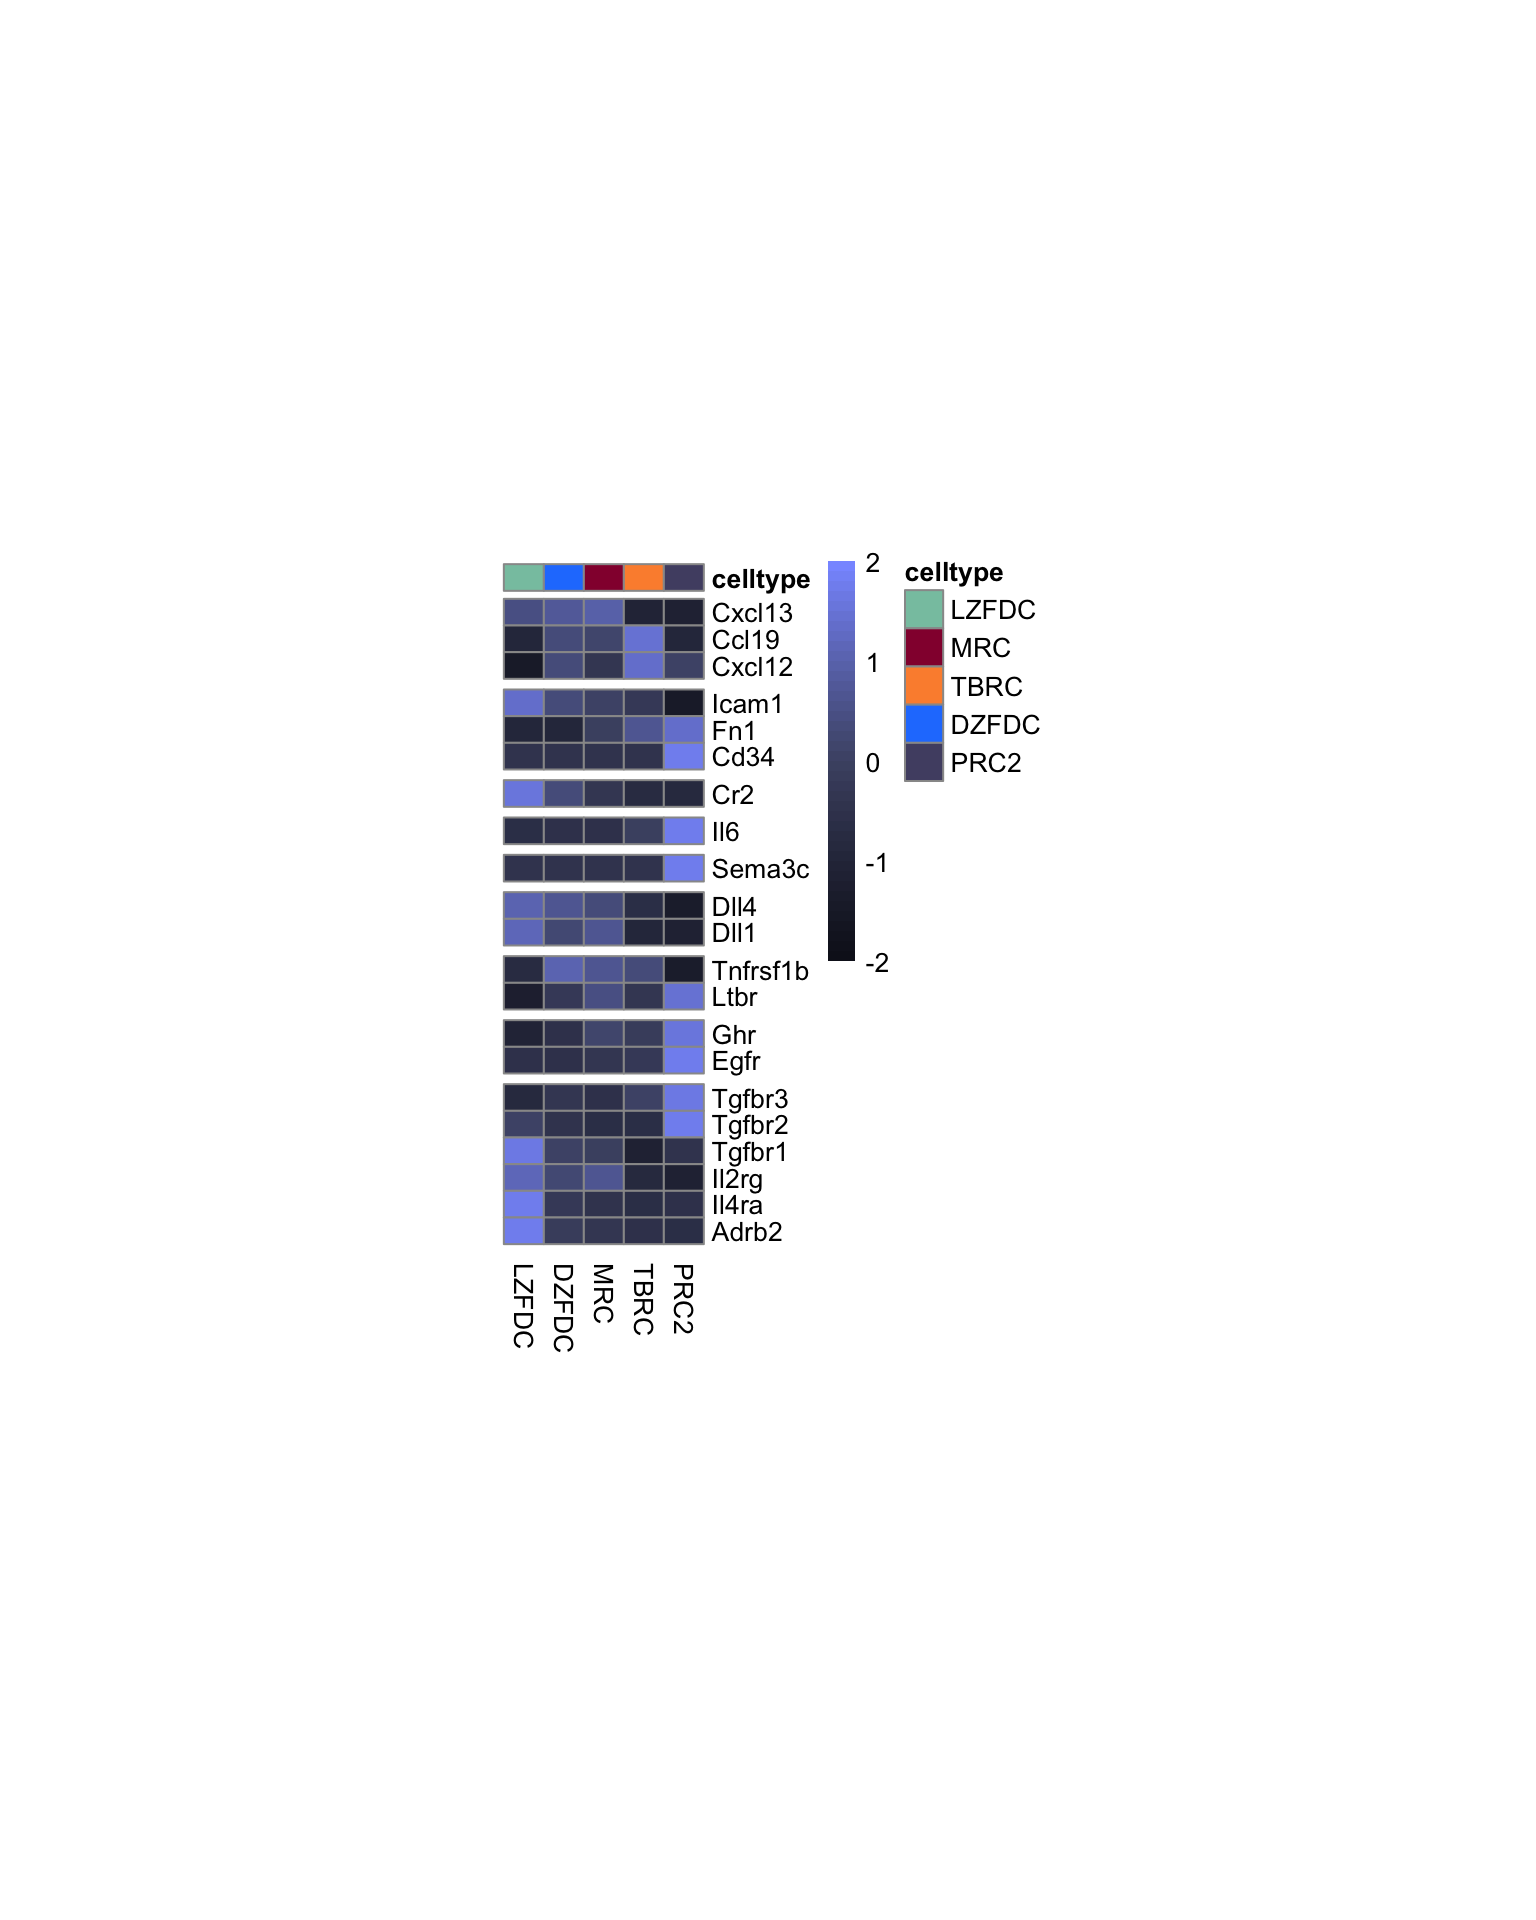 celltype
Cxcl13
Ccl19
Cxcl12
Icam1
Fn1
Cd34
Cr2
Il6
Sema3c
Dll4
Dll1
Tnfrsf1b
Ltbr
Ghr
Egfr
Tgfbr3
Tgfbr2
Tgfbr1
Il2rg
Il4ra
Adrb2
LZFDC
DZFDC
MRC
TBRC
PRC2
2
1
0
-1
-2
celltype
LZFDC
MRC
TBRC
DZFDC
PRC2